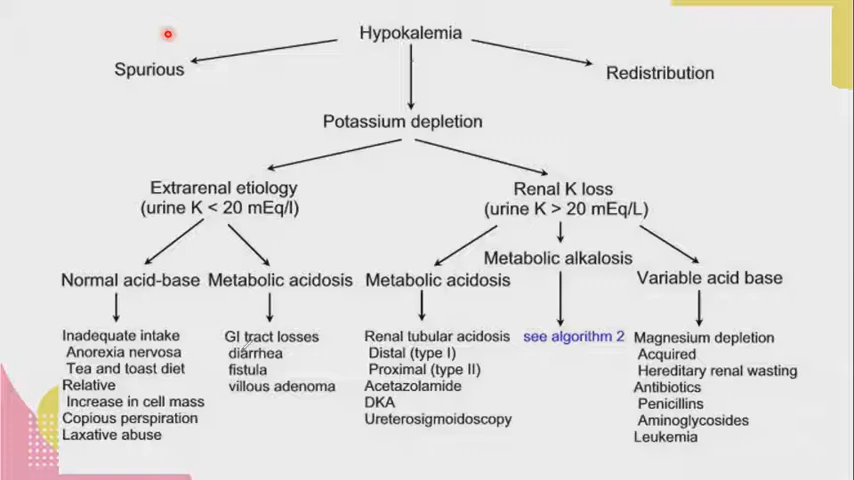 Hypokalemia
Spurious
Redistribution
Potassium depletion
Extrarenal etiology
(urine K < 20 mEq/l)
Renal K loss
(urine K > 20 mEq/L)
Normal acid-base
Metabolic acidosis
Metabolic acidosis
Metabolic alkalosis
Variable acid base
Inadequate intake
Anorexia nervosa
Tea and toast diet
Relative
Increase in cell mass
Copious perspiration
Laxative abuse
GI tract losses
diarrhea
fistula
villous adenoma
Renal tubular acidosis
Distal (type I)
Proximal (type II)
Acetazolamide
DKA
Ureterosigmoidoscopy
see algorithm 2
Magnesium depletion
Acquired
Hereditary renal wasting
Antibiotics
Penicillins
Aminoglycosides
Leukemia